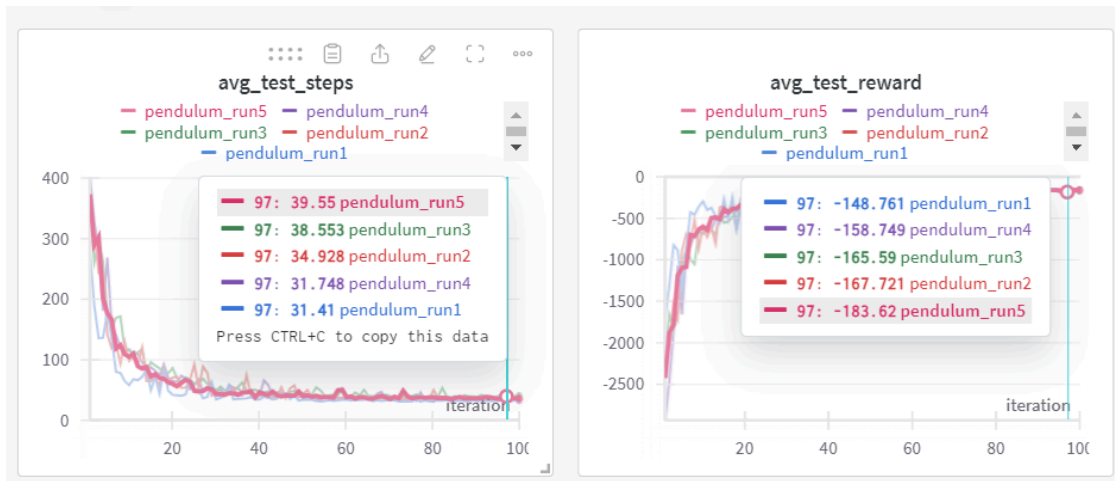 avg_test_steps
pendulum_run5 pendulum_run4
pendulum_run3 pendulum_run2
pendulum_run1
400
300
200
100
0
97: 39.55 pendulum_run5
97: 38.553 pendulum_run3
97: 34.928 pendulum_run2
97: 31.748 pendulum_run4
97: 31.41 pendulum_run1
Press CTRL+C to copy this data
iteration
20 40 60 80 100
avg_test_reward
pendulum_run5 pendulum_run4
pendulum_run3 pendulum_run2
pendulum_run1
0
-500
-1000
-1500
-2000
-2500
97: -148.761 pendulum_run1
97: -158.749 pendulum_run4
97: -165.59 pendulum_run3
97: -167.721 pendulum_run2
97: -183.62 pendulum_run5
iteration
20 40 60 80 100